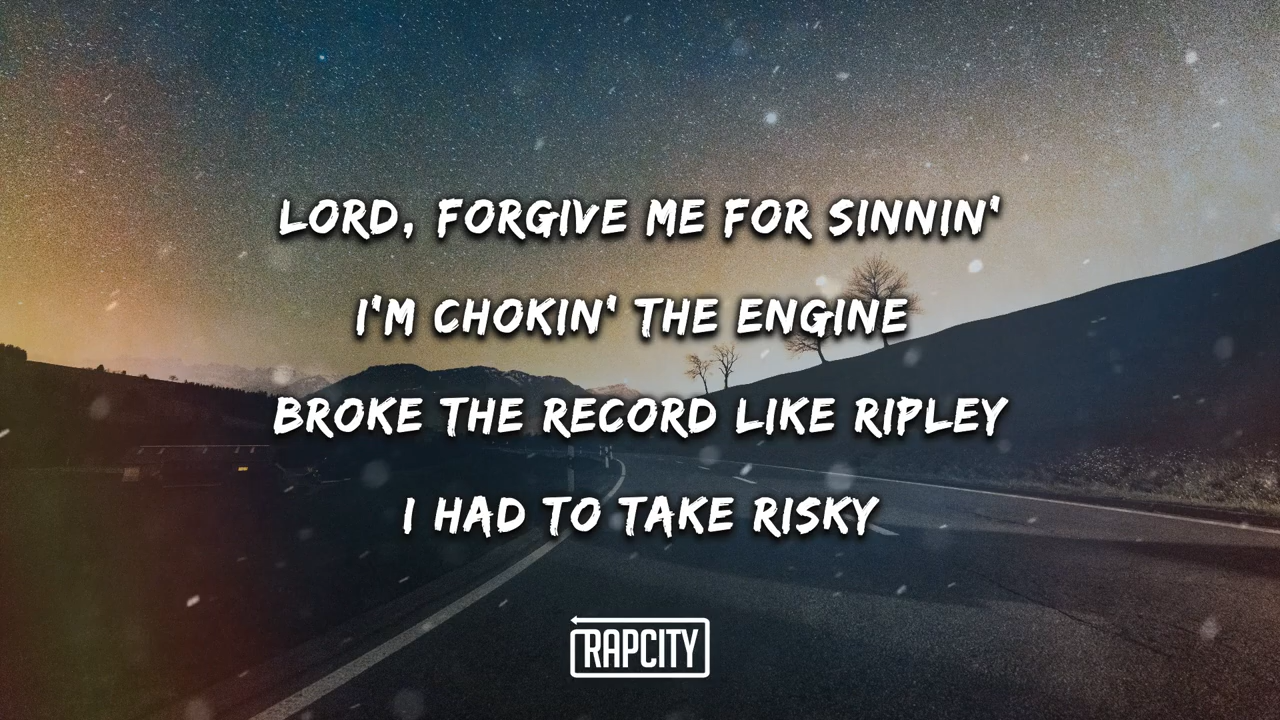 LORD, FORGIVE ME FOR SINNIN'
I'M CHOKIN' THE ENGINE
BROKE THE RECORD LIKE RIPLEY
I HAD TO TAKE RISKY
RAPCITY